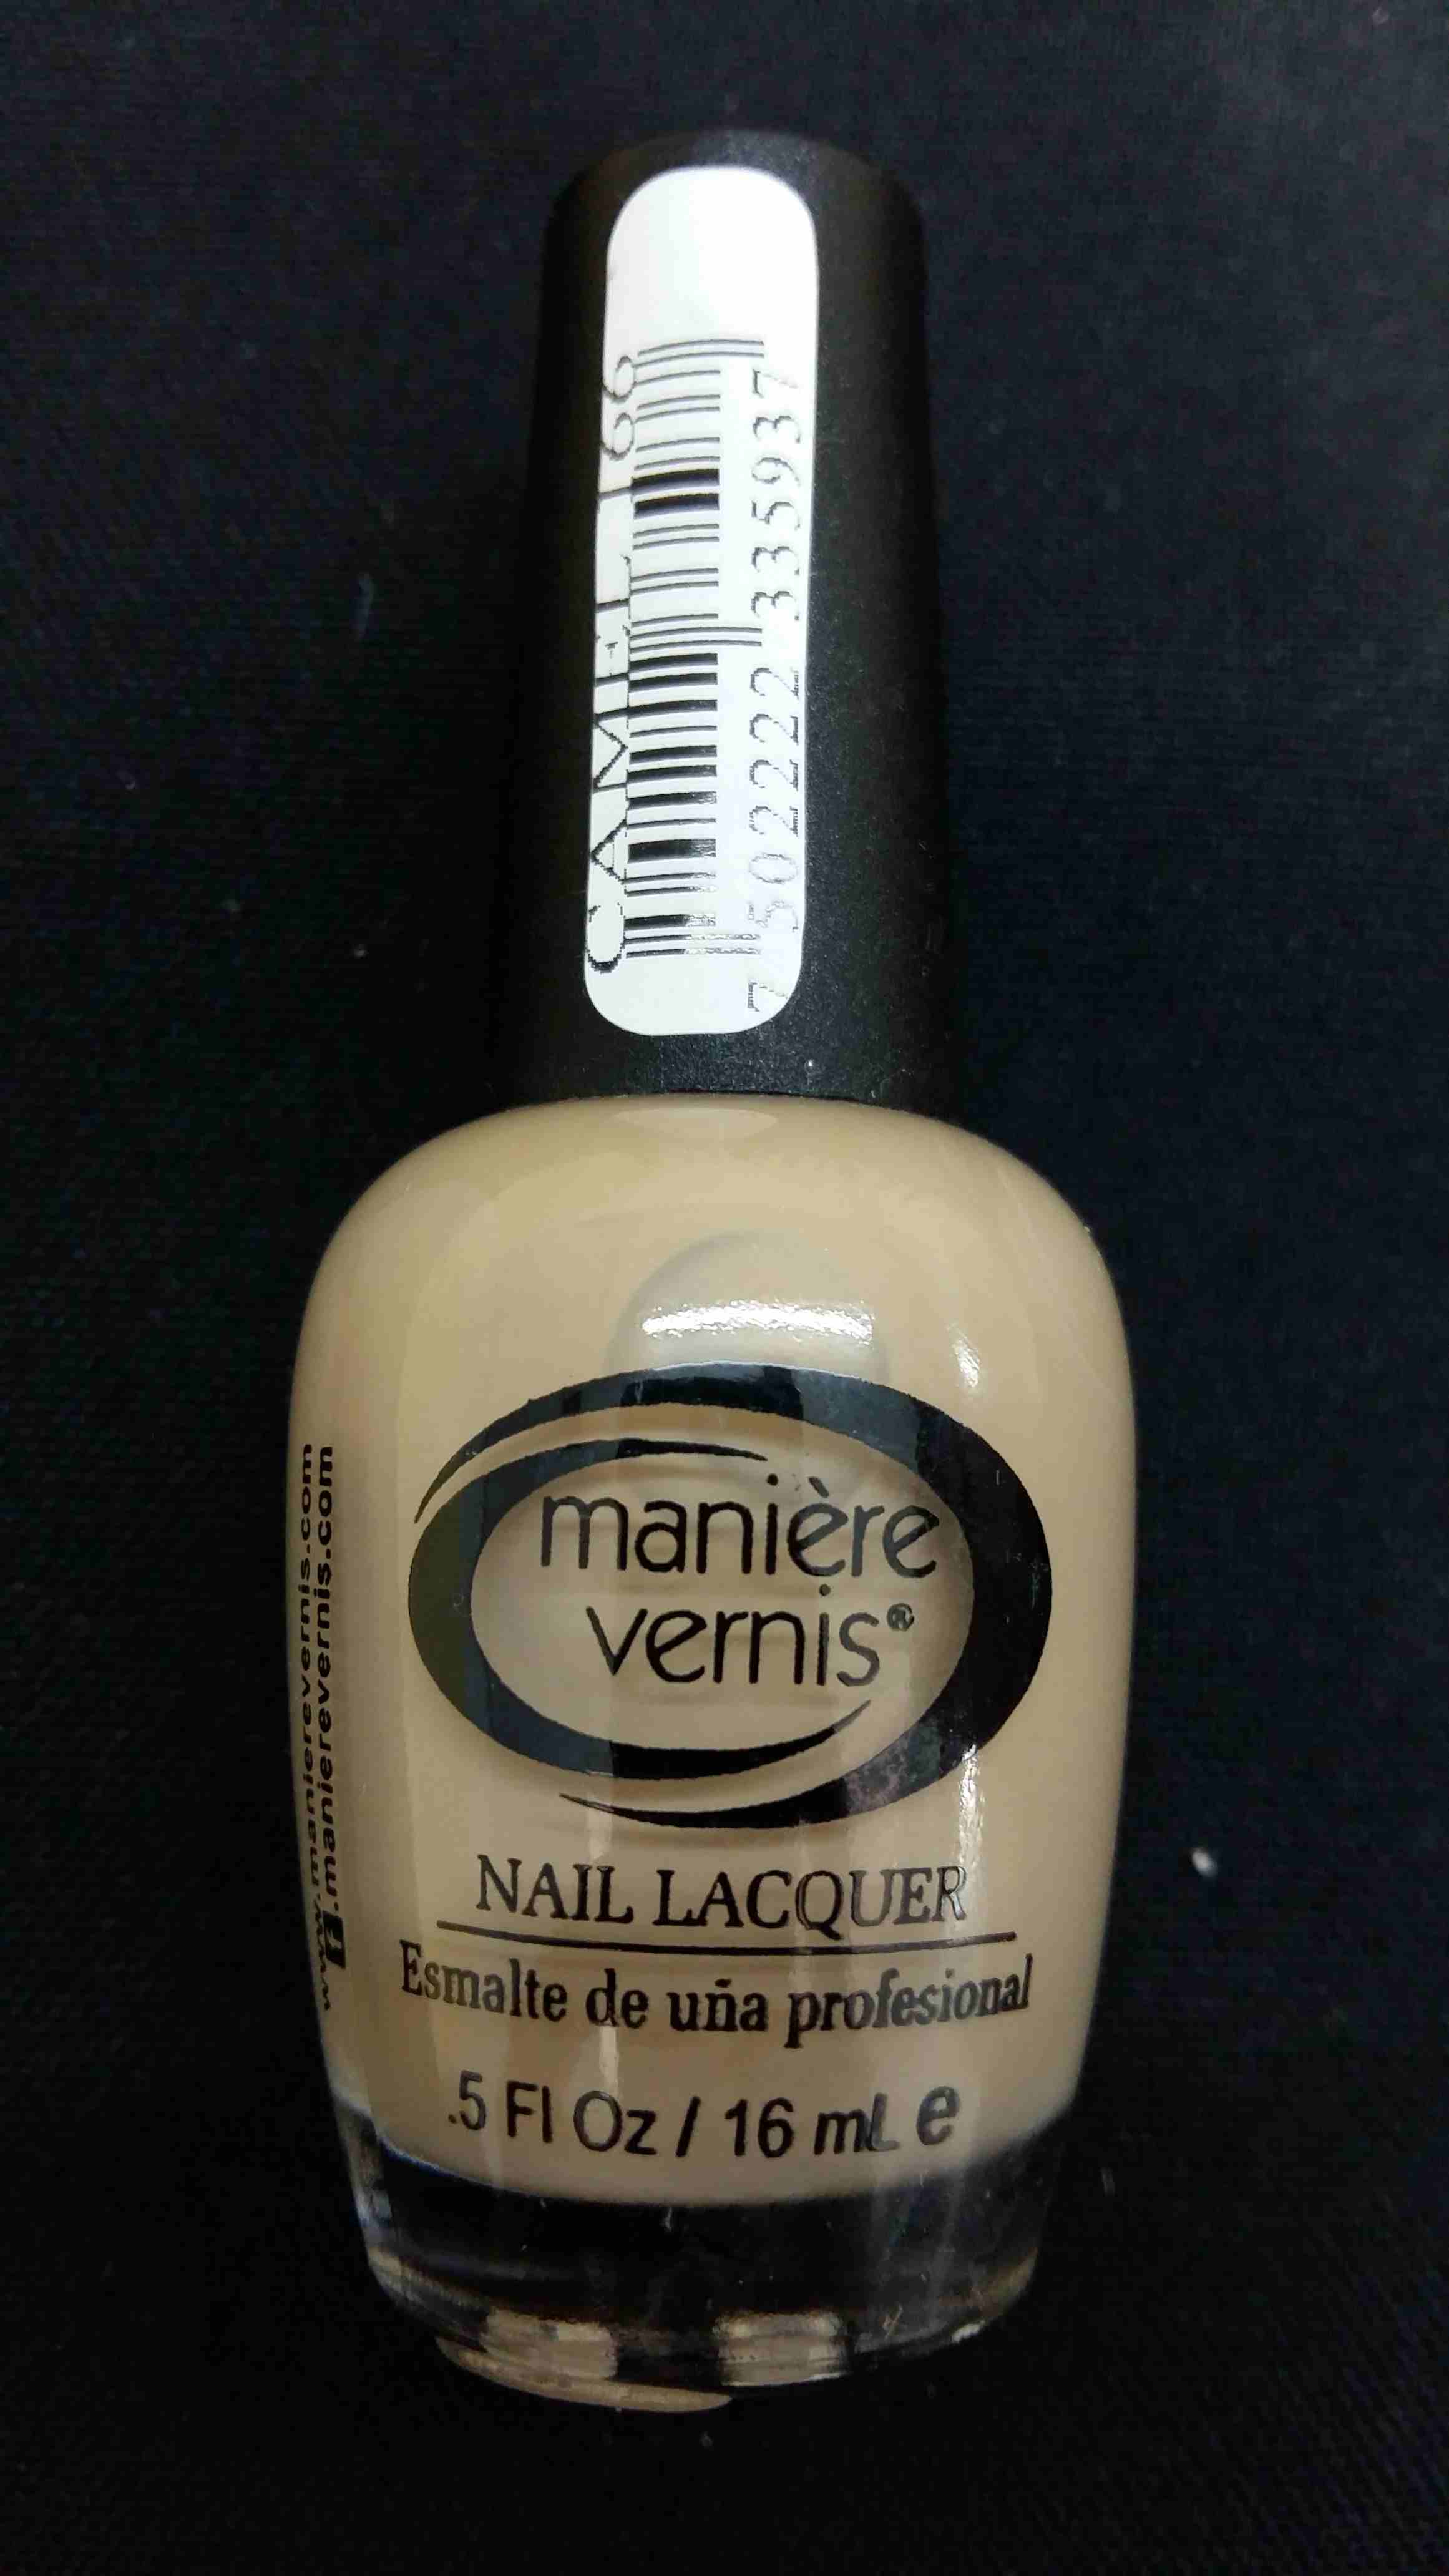 CAMEL 166
7 502222 335937
manière
vernis®
NAIL LACQUER
Esmalte de uña profesional
.5 Fl Oz / 16 mL e
www.manierevernis.com
f.manierevernis.com